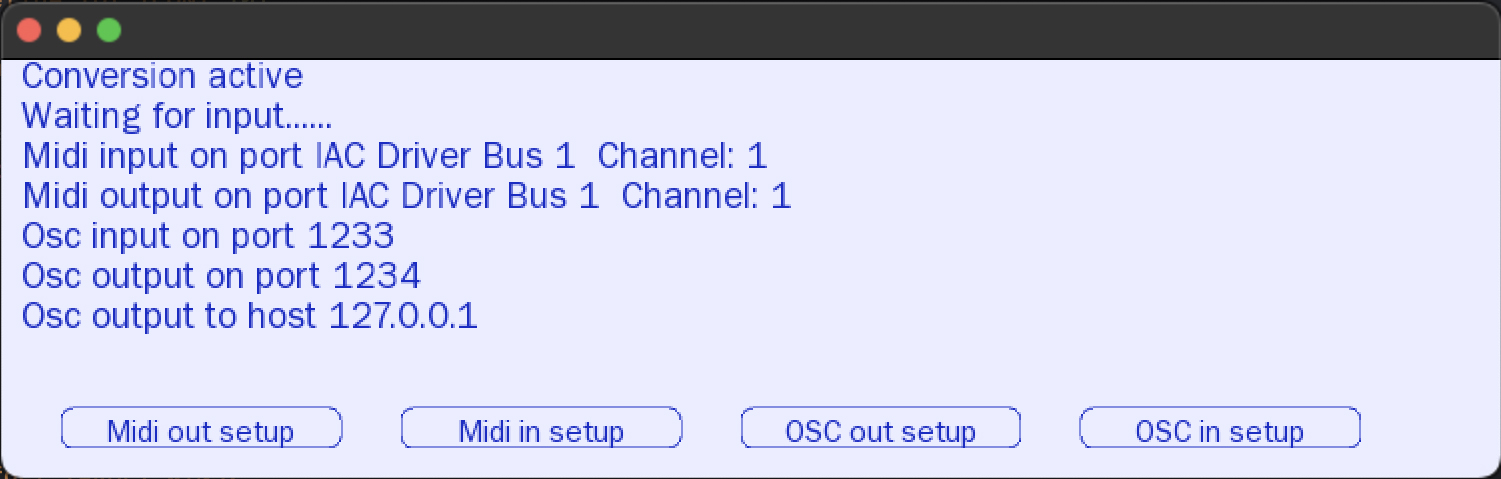 Conversion active
Waiting for input......
Midi input on port IAC Driver Bus 1  Channel: 1
Midi output on port IAC Driver Bus 1  Channel: 1
Osc input on port 1233
Osc output on port 1234
Osc output to host 127.0.0.1
Midi out setup
Midi in setup
OSC out setup
OSC in setup